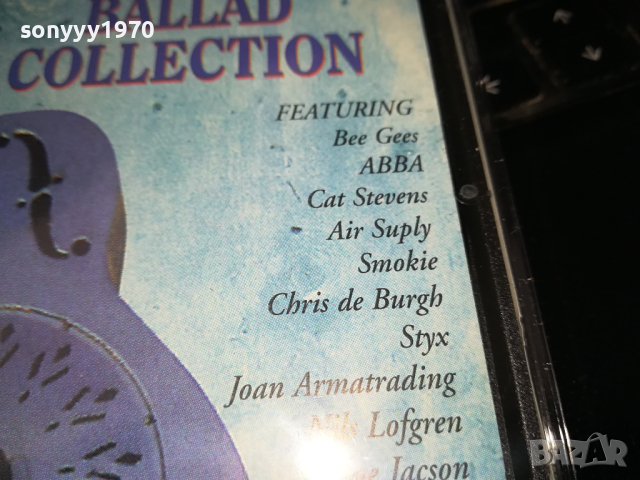 sonyyy1970
BALLAD
COLLECTION
FEATURING
Bee Gees
ABBA
Cat Stevens
Air Suply
Smokie
Chris de Burgh
Styx
Joan Armatrading
Nils Lofgren
Jacson
BAZAR